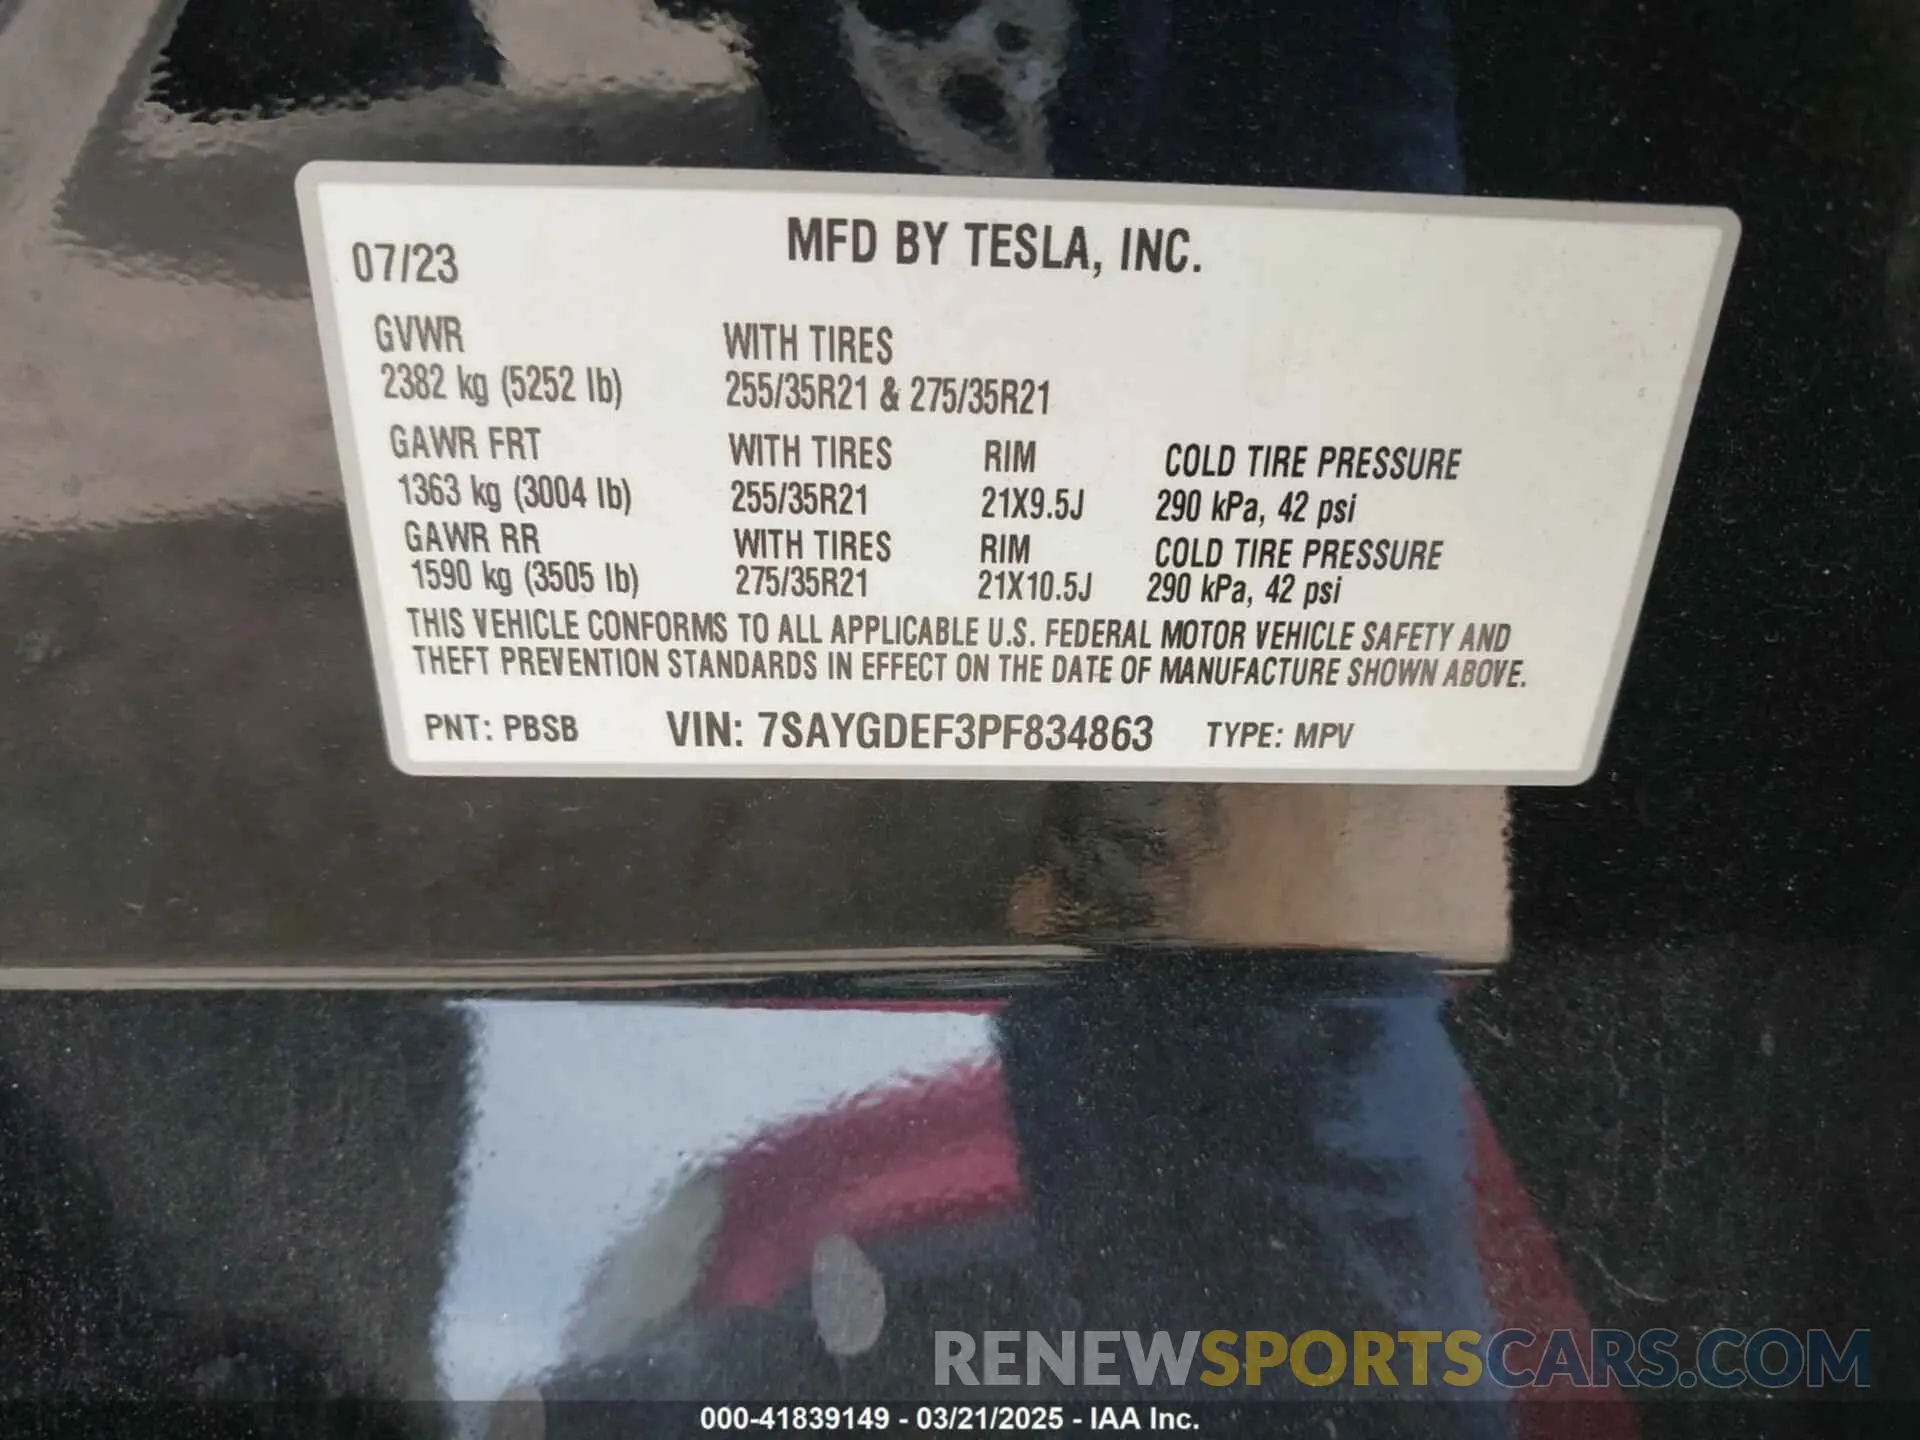 07/23 MFD BY TESLA, INC.
GVWR WITH TIRES
2382 kg (5252 lb) 255/35R21 & 275/35R21
GAWR FRT WITH TIRES RIM COLD TIRE PRESSURE
1363 kg (3004 lb) 255/35R21 21X9.5J 290 kPa, 42 psi
GAWR RR WITH TIRES RIM COLD TIRE PRESSURE
1590 kg (3505 lb) 275/35R21 21X10.5J 290 kPa, 42 psi
THIS VEHICLE CONFORMS TO ALL APPLICABLE U.S. FEDERAL MOTOR VEHICLE SAFETY AND
THEFT PREVENTION STANDARDS IN EFFECT ON THE DATE OF MANUFACTURE SHOWN ABOVE.
PNT: PBSB VIN: 7SAYGDEF3PF834863 TYPE: MPV
RENEWSPORTSCARS.COM
000-41839149 - 03/21/2025 - IAA Inc.